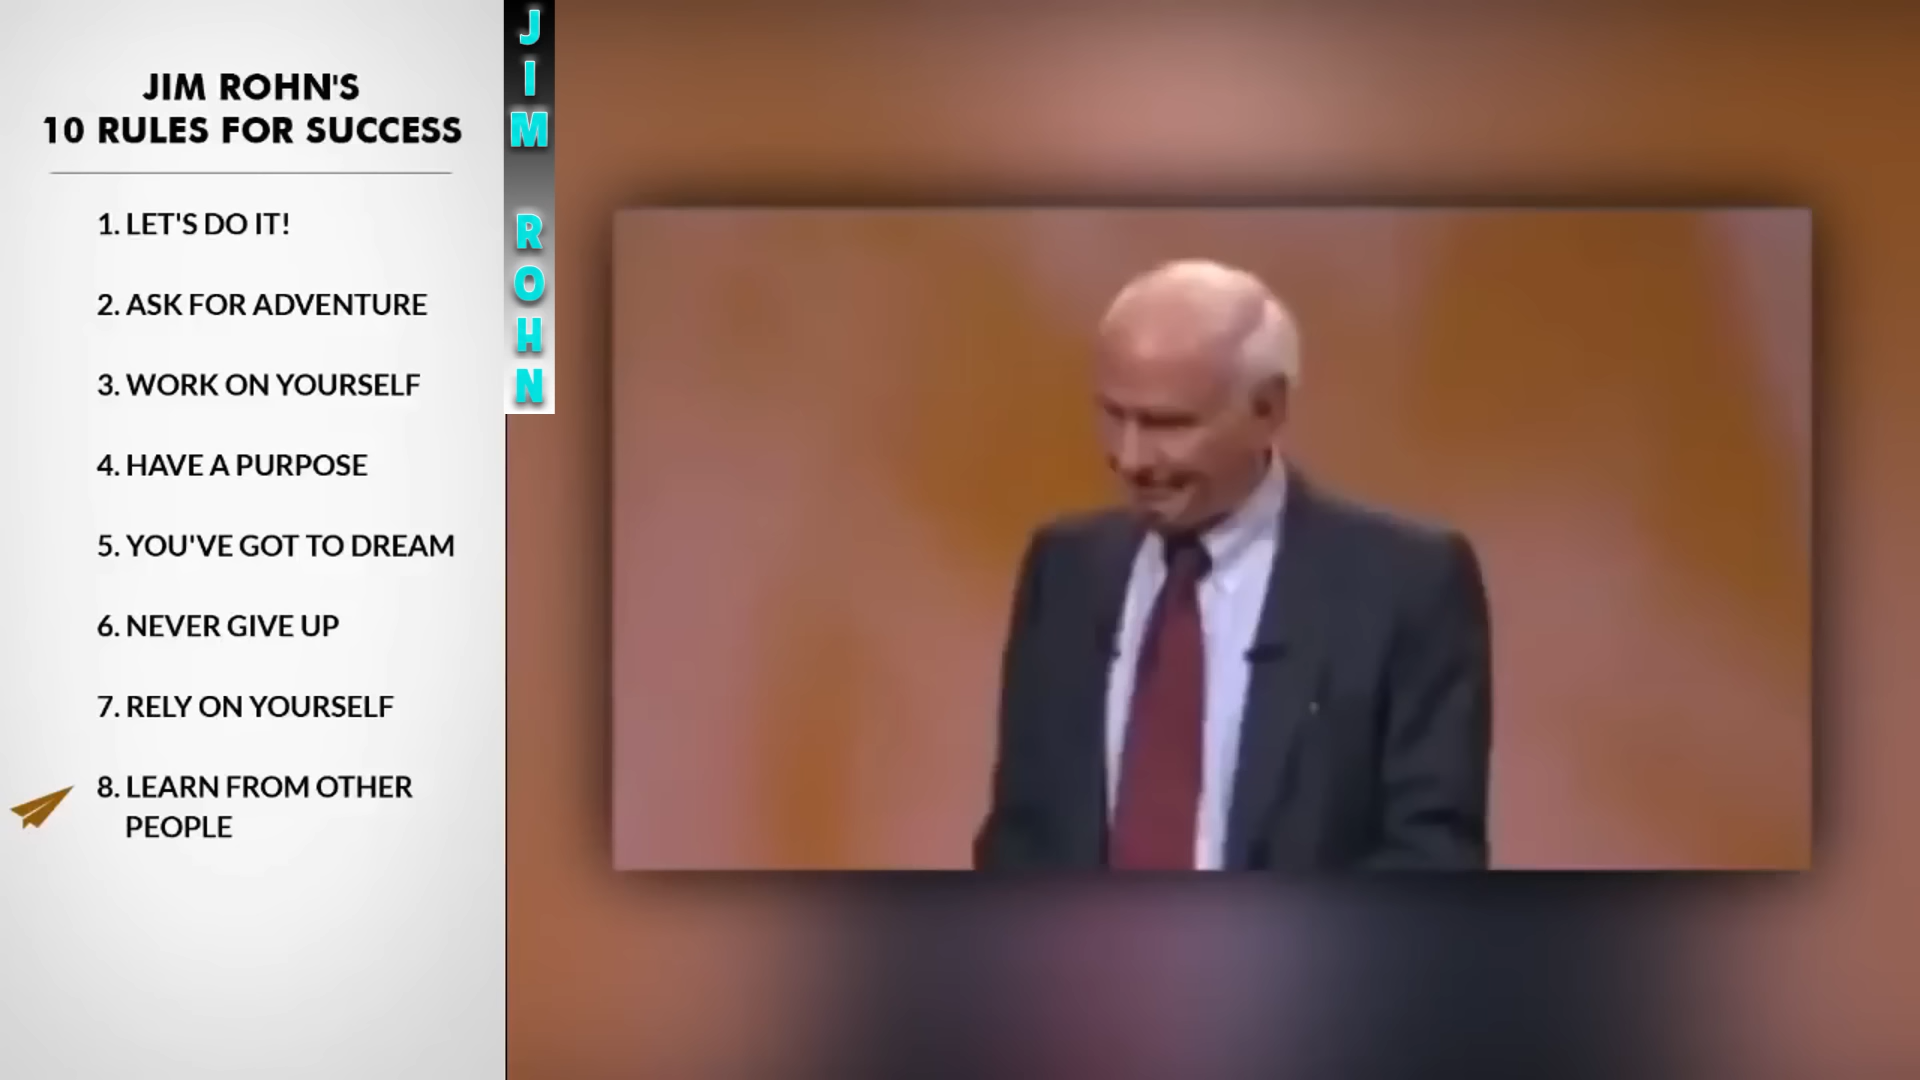 JIM ROHN'S
10 RULES FOR SUCCESS
1. LET'S DO IT!
2. ASK FOR ADVENTURE
3. WORK ON YOURSELF
4. HAVE A PURPOSE
5. YOU'VE GOT TO DREAM
6. NEVER GIVE UP
7. RELY ON YOURSELF
8. LEARN FROM OTHER
PEOPLE
JIM ROHN